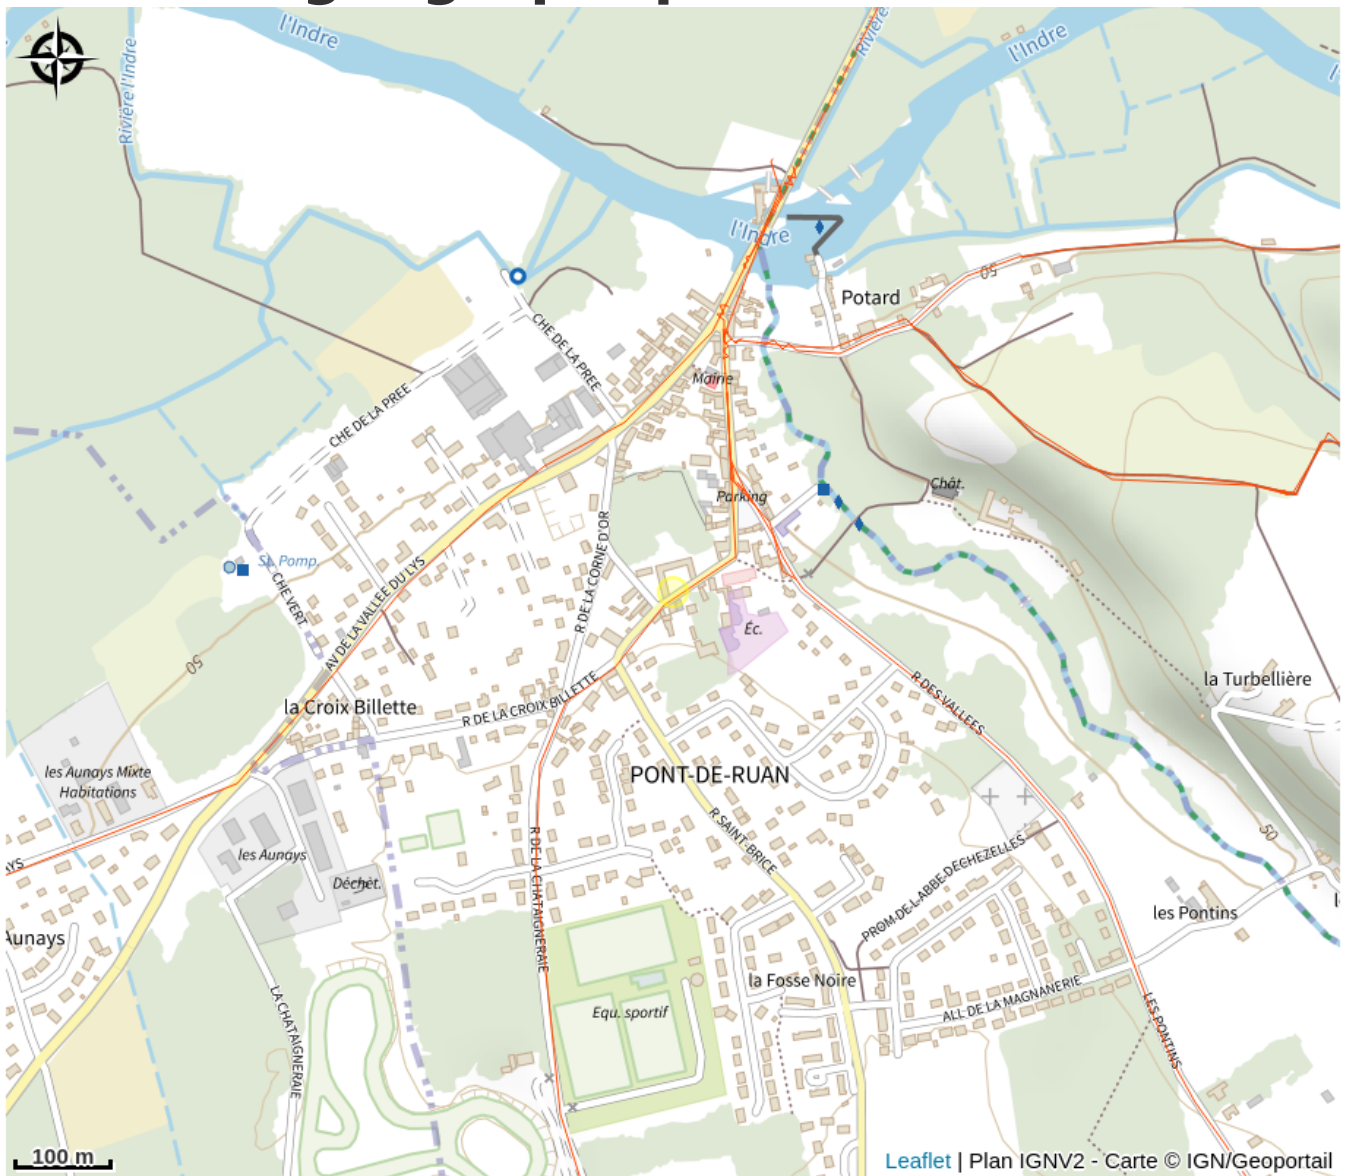 l'Indre
Rivière
l'Indre
Rivière l'Indre
l'Indre
Potard
50
CHE DE LA PREE
Mairie
CHE DE LA PREE
Chât.
Parking
St. Pomp.
R DE LA CORNE D'OR
CHE VERT
AV DE LA VALLEE DU LYS
Éc.
50
la Turbellière
R DES VALLEES
la Croix Billette
R DE LA CROIX BILLETTE
les Aunays Mixte
Habitations
PONT-DE-RUAN
R SAINT-BRICE
50
les Aunays
Déchèt.
R DE LA CHATAIGNERAIE
PROM-DE-L-ABBE-DECHEZELLES
les Pontins
Aunays
la Fosse Noire
Equ. sportif
ALL DE LA MAGNANERIE
LA CHATAIGNERAIE
LES PONTINS
100 m
Leaflet | Plan IGNV2 - Carte © IGN/Geoportail